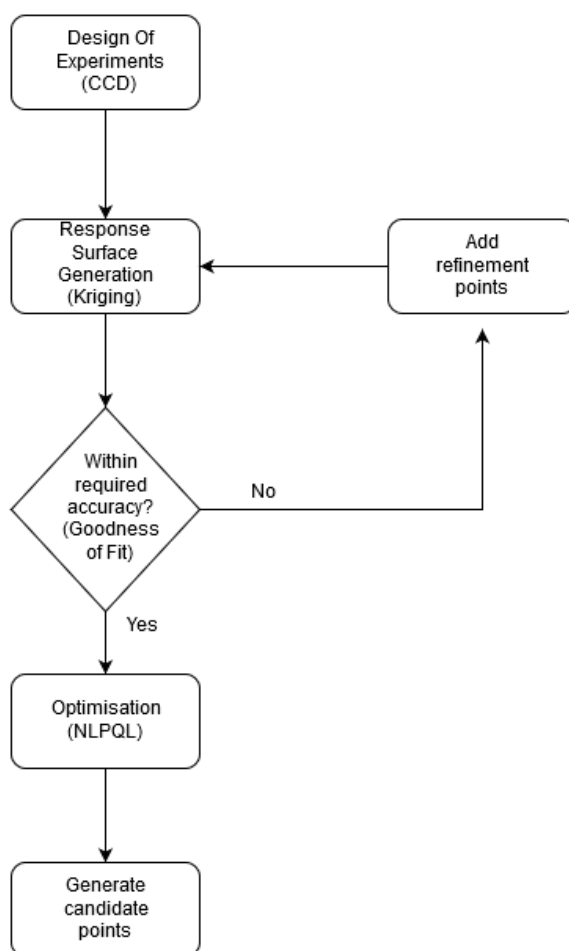 Design Of
Experiments
(CCD)
Response
Surface
Generation
(Kriging)
Add
refinement
points
Within
required
accuracy?
(Goodness
of Fit)
No
Yes
Optimisation
(NLPQL)
Generate
candidate
points